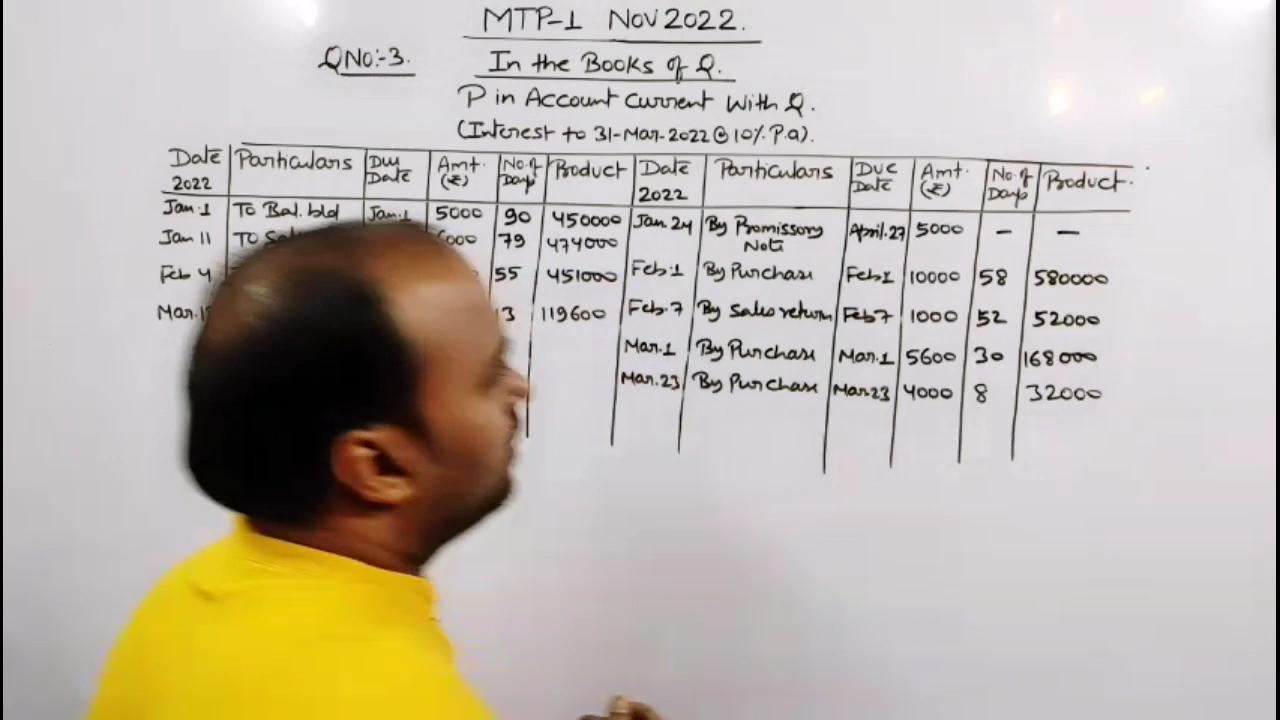 MTP-1 Nov 2022.
Q No:-3.
In the Books of Q.
P in Account Current With Q.
(Interest to 31-Mar-2022 @ 10% P.a).
Date 2022 Particulars Due Date Amt. (₹) No. of Days Product Date 2022 Particulars Due Date Amt. (₹) No. of Days Product.
Jan.1 To Bal. b/d Jan.1 5000 90 450000 Jan.24 By Promissory Note April.27 5000 — —
Jan 11 To 6000 79 474000
Feb 4 55 451000 Feb.1 By Purchase Feb 1 10000 58 580000
Mar. 119600 Feb.7 By Sales return Feb 7 1000 52 52000
Mar.1 By Purchase Mar.1 5600 30 168000
Mar.23 By Purchase Mar 23 4000 8 32000